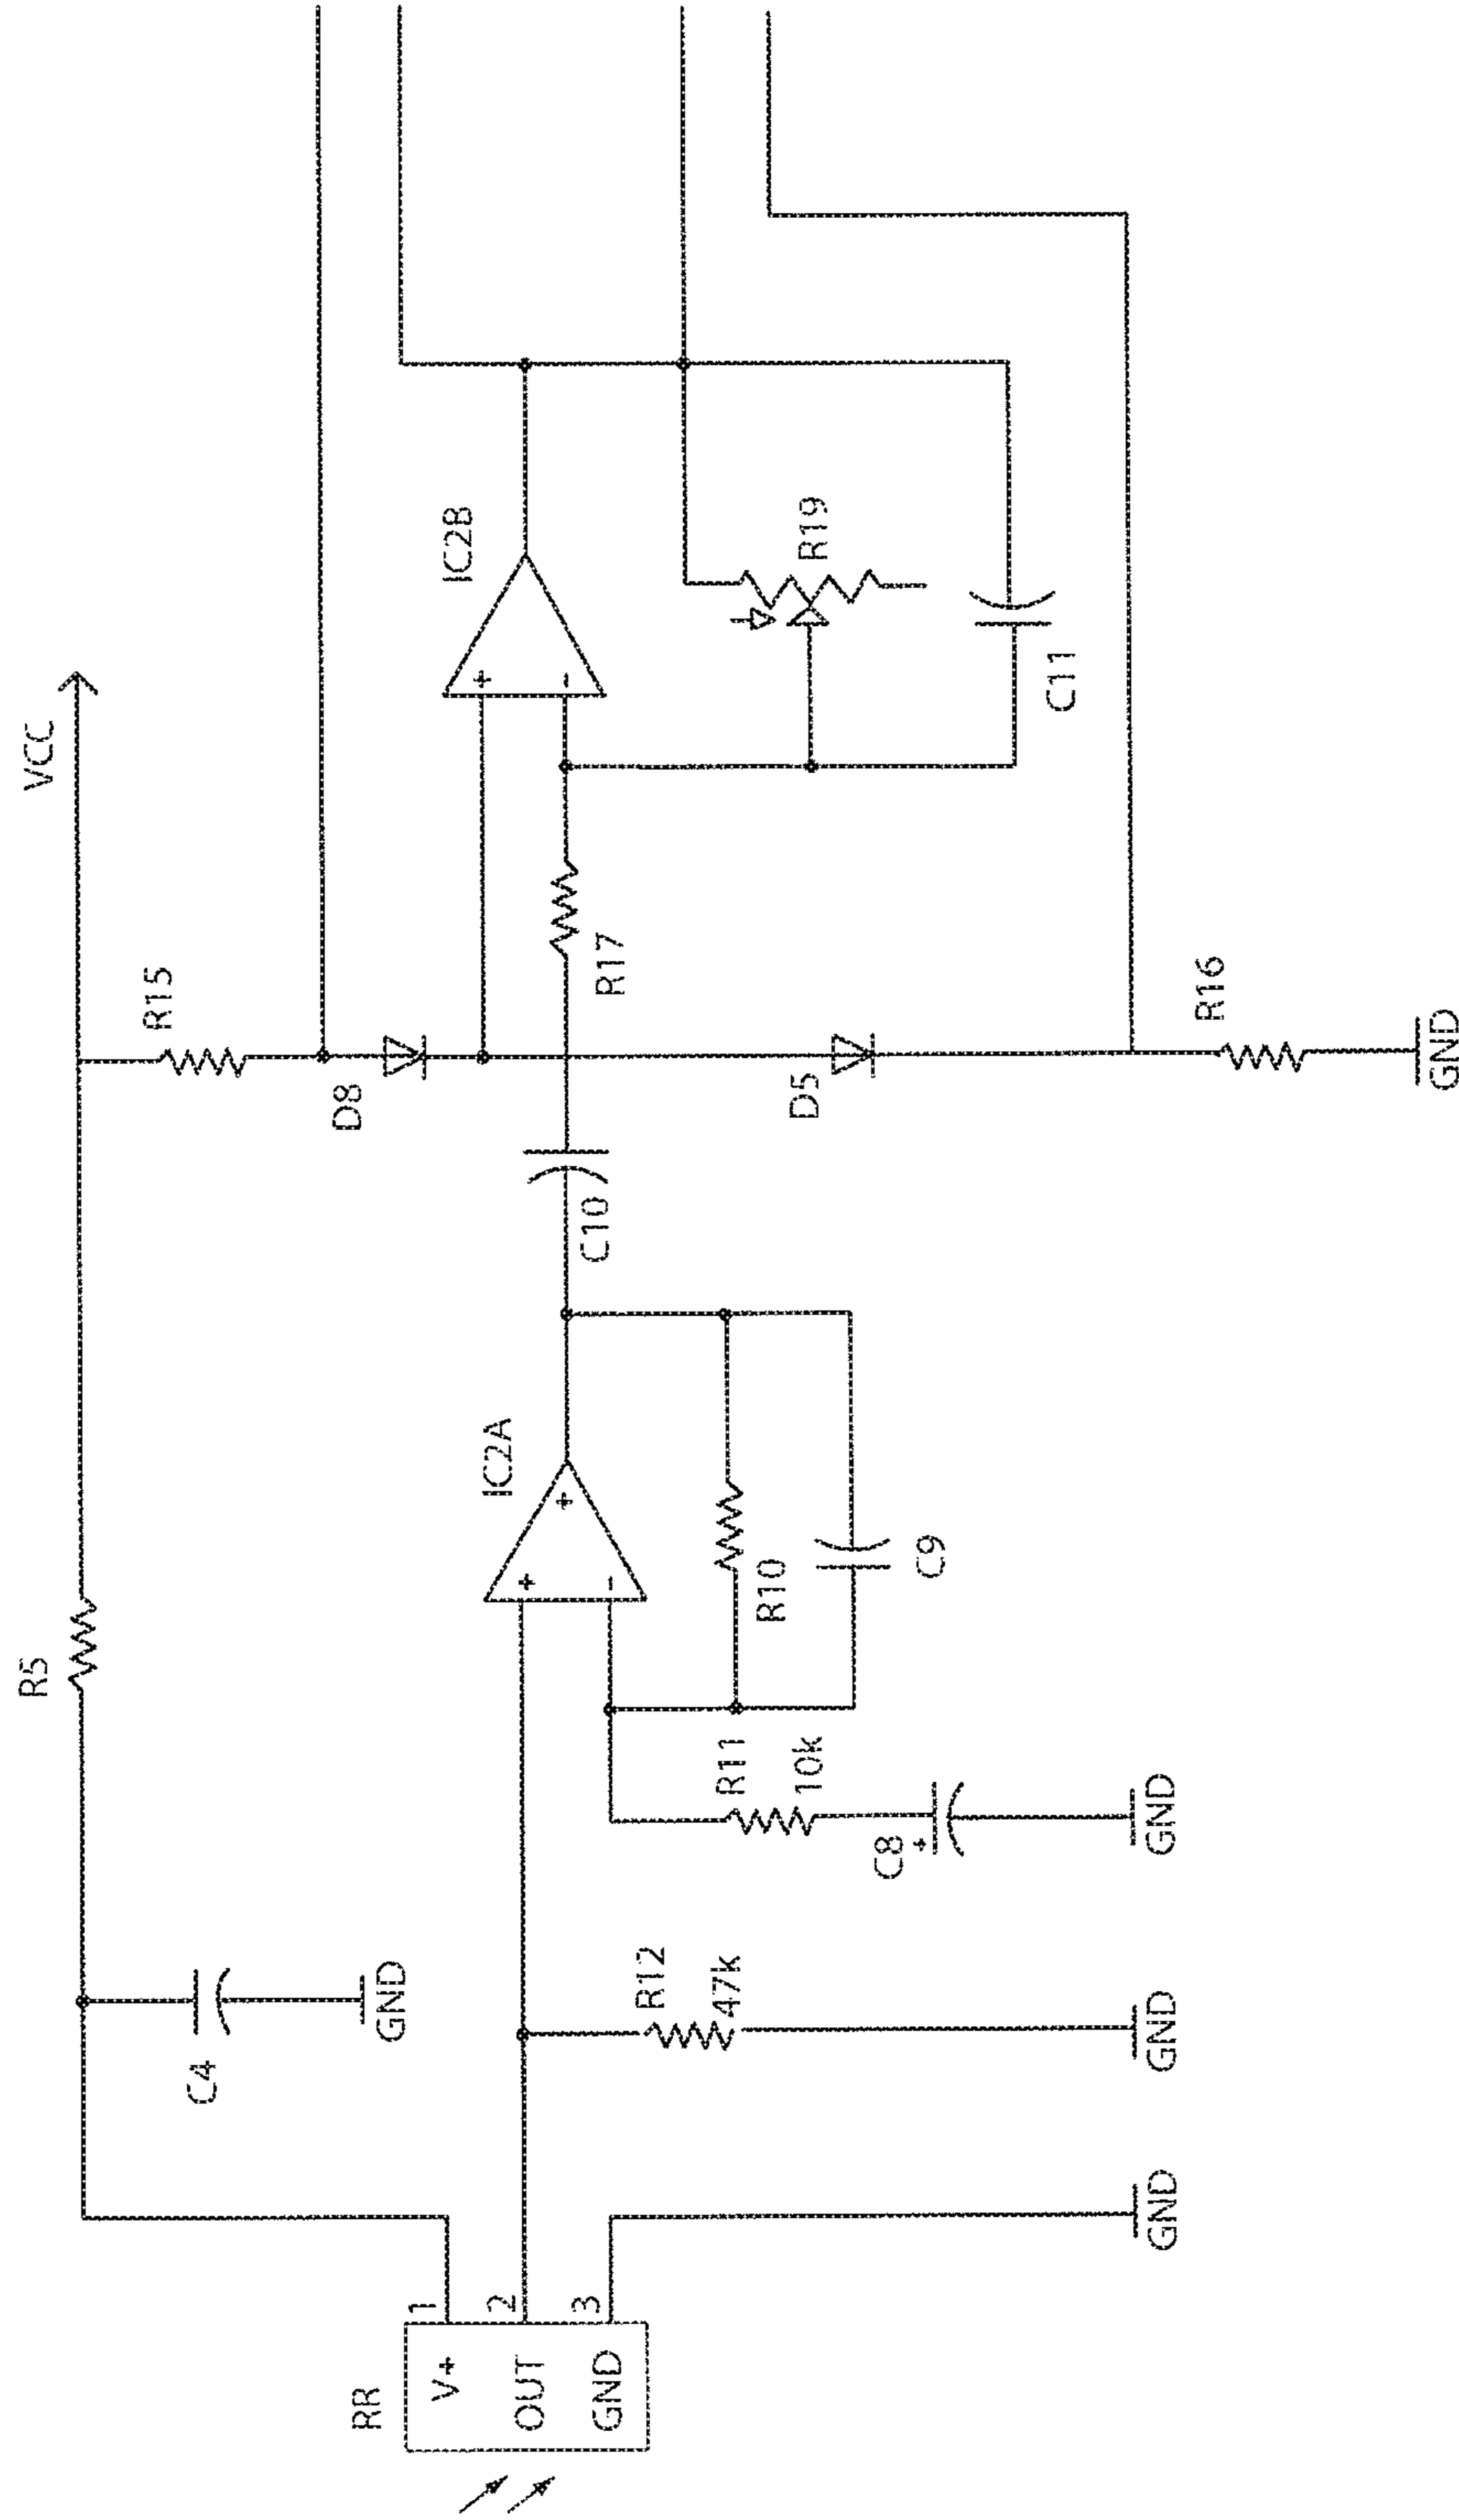 VCC
R5
R15
C4
GND
D8
IC2A
IC2B
+
-
+
+
-
RR
V+
1
OUT
2
GND
3
C10
R17
R12
47k
R11
10k
R10
R19
D5
C8
+
C9
C11
R16
GND
GND
GND
GND